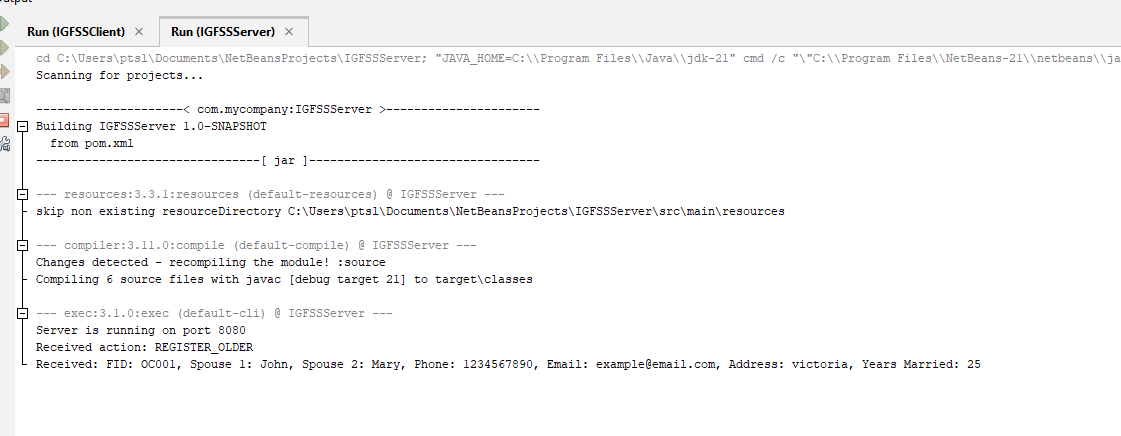 Output
Run (IGFSSClient) ×
Run (IGFSSServer) ×
cd C:\Users\ptsl\Documents\NetBeansProjects\IGFSSServer; "JAVA_HOME=C:\\Program Files\\Java\\jdk-21" cmd /c "\"C:\\Program Files\\NetBeans-21\\netbeans\\ja
Scanning for projects...
---------------------< com.mycompany:IGFSSServer >----------------------
Building IGFSSServer 1.0-SNAPSHOT
from pom.xml
--------------------------------[ jar ]---------------------------------
--- resources:3.3.1:resources (default-resources) @ IGFSSServer ---
skip non existing resourceDirectory C:\Users\ptsl\Documents\NetBeansProjects\IGFSSServer\src\main\resources
--- compiler:3.11.0:compile (default-compile) @ IGFSSServer ---
Changes detected - recompiling the module! :source
Compiling 6 source files with javac [debug target 21] to target\classes
--- exec:3.1.0:exec (default-cli) @ IGFSSServer ---
Server is running on port 8080
Received action: REGISTER_OLDER
Received: FID: OC001, Spouse 1: John, Spouse 2: Mary, Phone: 1234567890, Email: example@email.com, Address: victoria, Years Married: 25